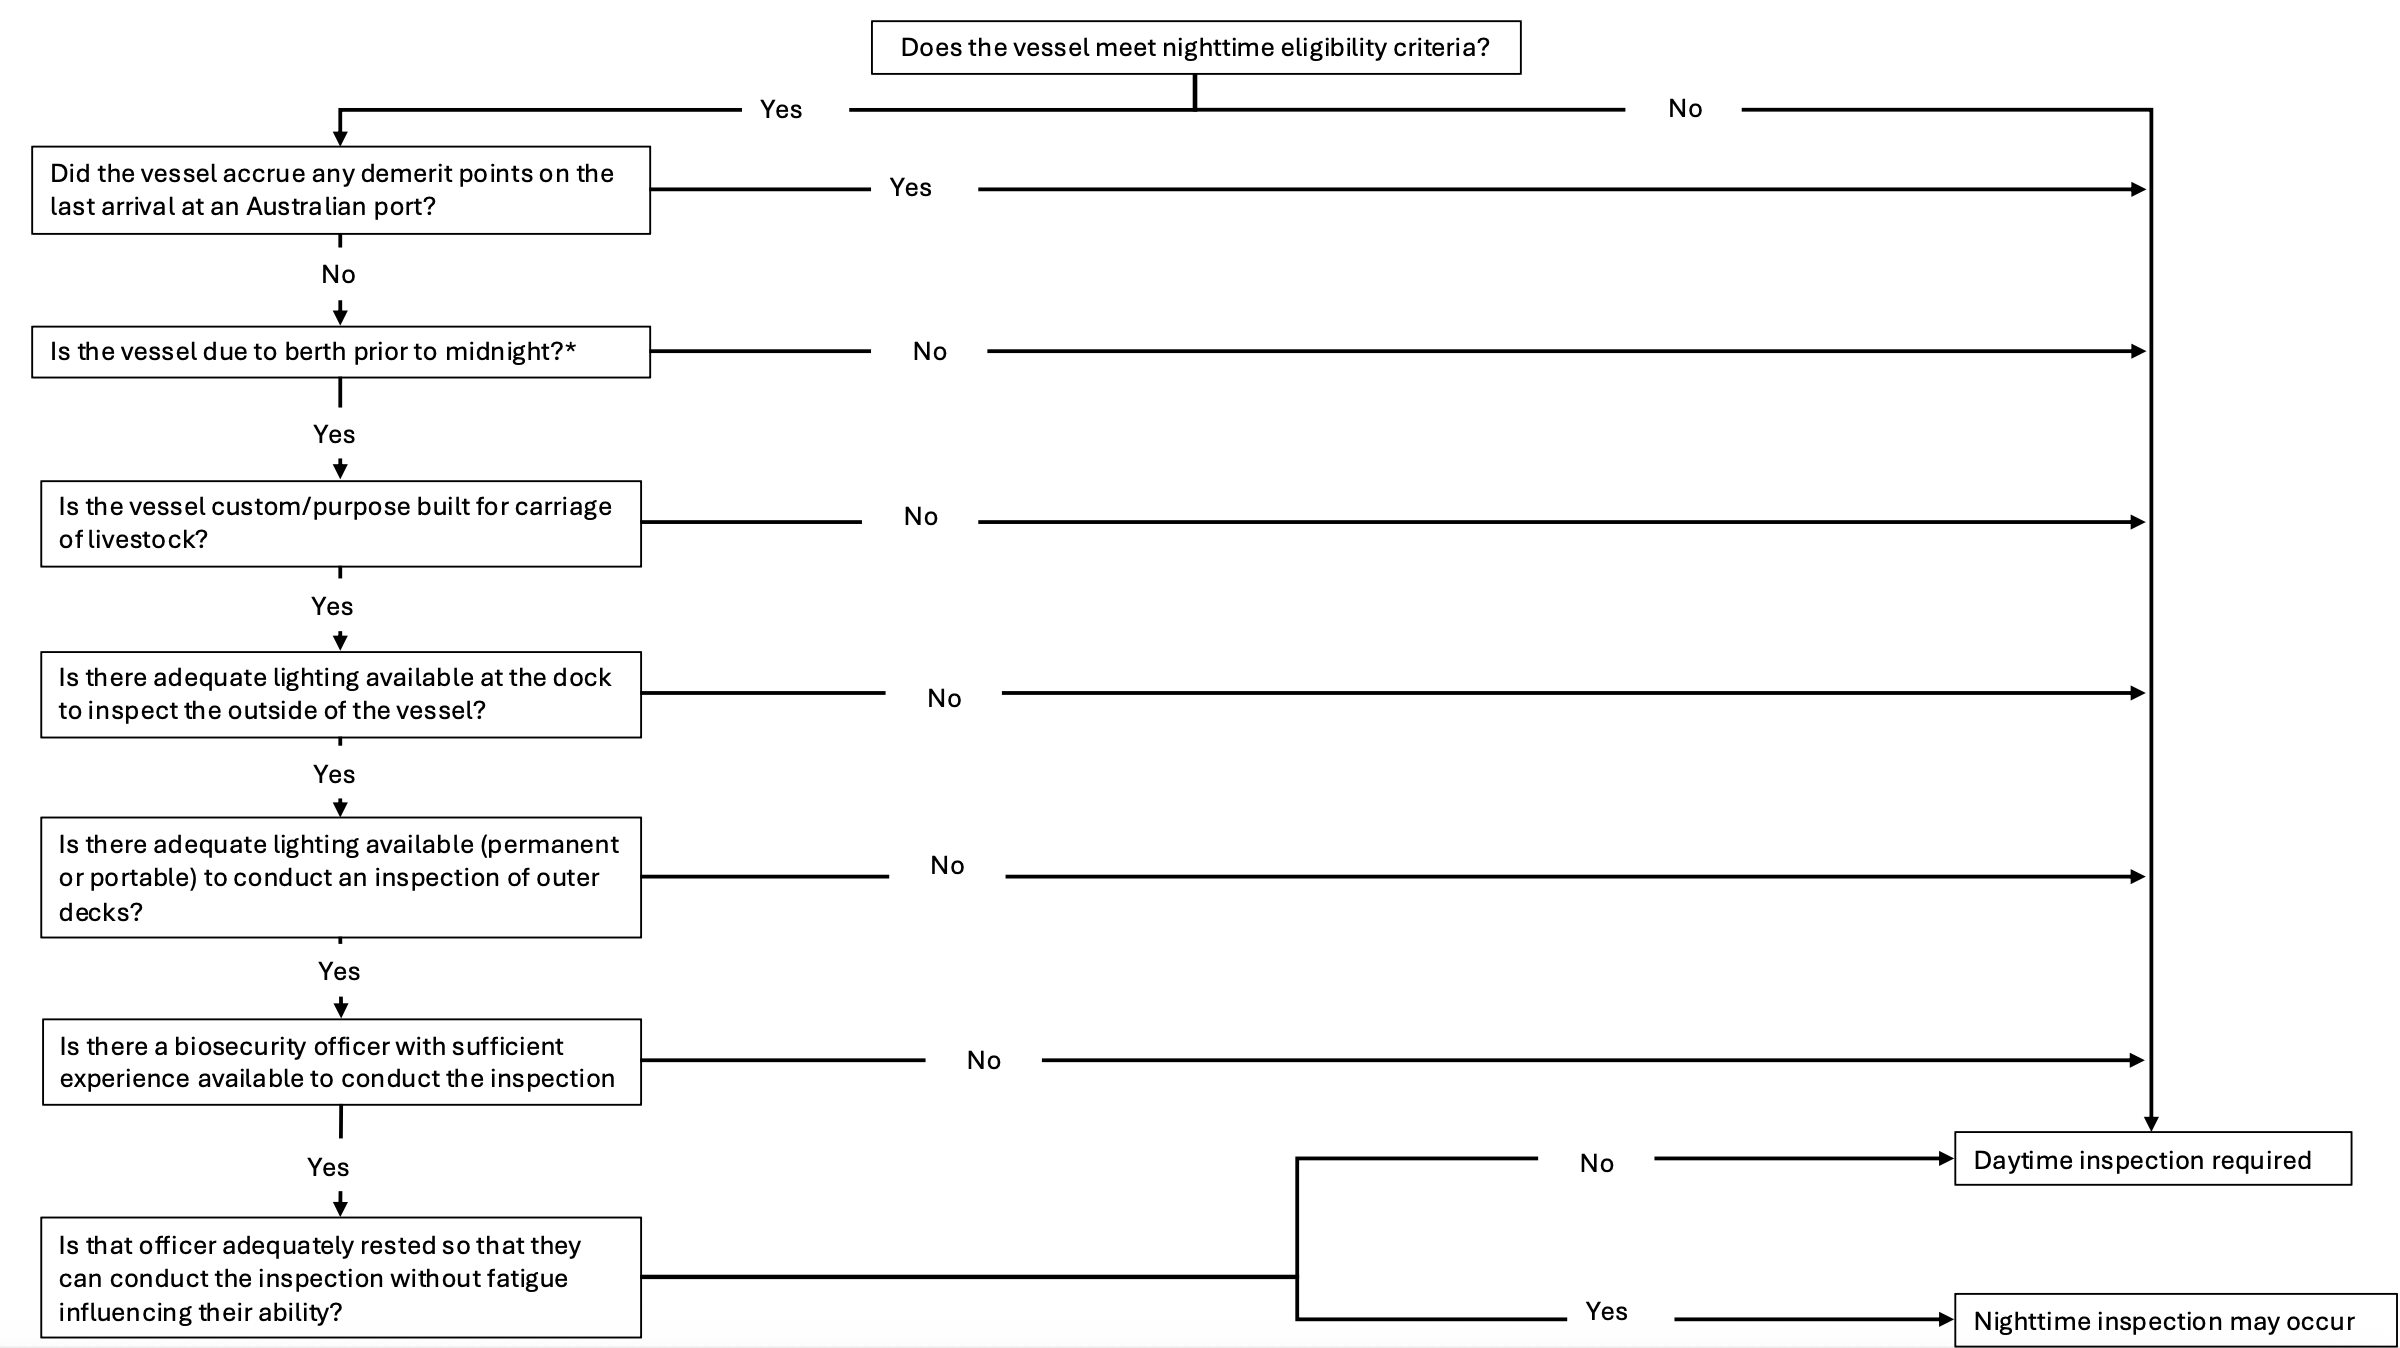 Does the vessel meet nighttime eligibility criteria?
Yes
No
Did the vessel accrue any demerit points on the
last arrival at an Australian port?
Yes
No
Is the vessel due to berth prior to midnight?*
No
Yes
Is the vessel custom/purpose built for carriage
of livestock?
No
Yes
Is there adequate lighting available at the dock
to inspect the outside of the vessel?
No
Yes
Is there adequate lighting available (permanent
or portable) to conduct an inspection of outer
decks?
No
Yes
Is there a biosecurity officer with sufficient
experience available to conduct the inspection
No
Yes
Is that officer adequately rested so that they
can conduct the inspection without fatigue
influencing their ability?
No
Daytime inspection required
Yes
Nighttime inspection may occur